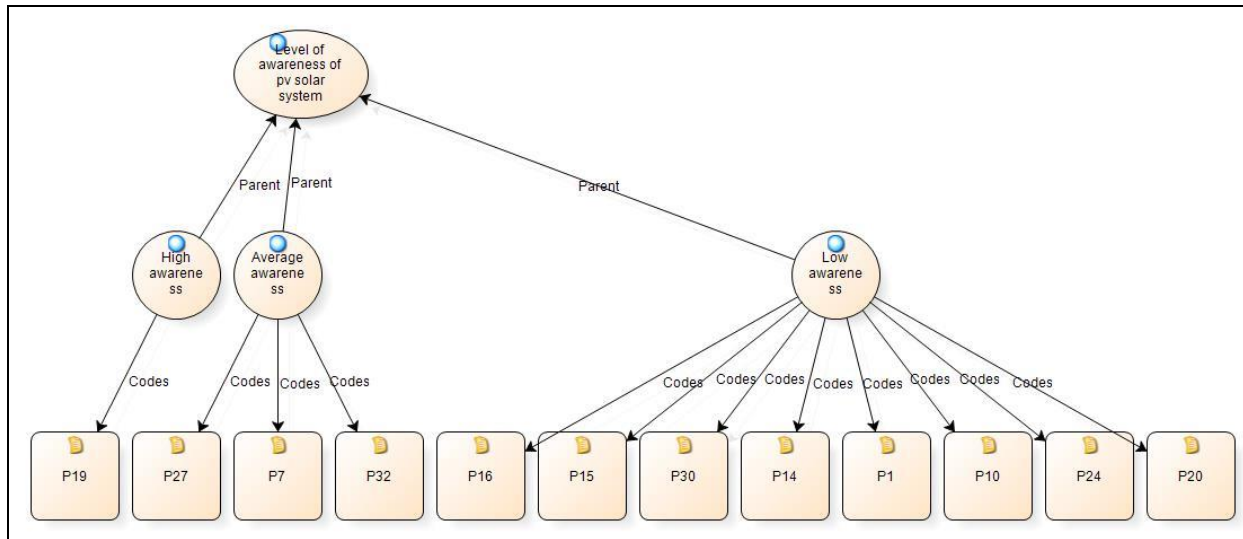 Level of
awareness of
pv solar
system
Parent
Parent
Parent
High
awarene
ss
Average
awarene
ss
Low
awarene
ss
Codes
Codes
Codes
Codes
Codes
Codes
Codes
Codes
Codes
Codes
Codes
Codes
P19
P27
P7
P32
P16
P15
P30
P14
P1
P10
P24
P20